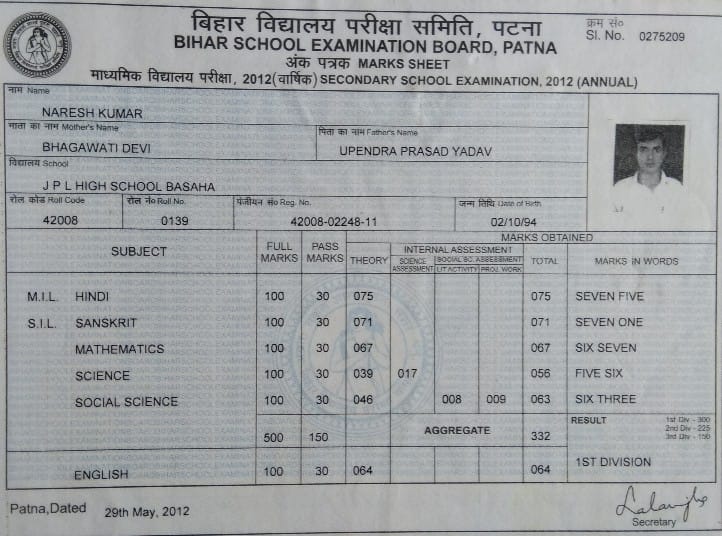 बिहार विद्यालय परीक्षा समिति, पटना
BIHAR SCHOOL EXAMINATION BOARD, PATNA
क्रम सं०
Sl. No. 0275209
अंक पत्रक MARKS SHEET
माध्यमिक विद्यालय परीक्षा, 2012(वार्षिक) SECONDARY SCHOOL EXAMINATION, 2012 (ANNUAL)
नाम Name
NARESH KUMAR
माता का नाम Mother's Name पिता का नाम Father's Name
BHAGAWATI DEVI UPENDRA PRASAD YADAV
विद्यालय School
J P L HIGH SCHOOL BASAHA
रोल कोड Roll Code रोल नं० Roll No. पंजीयन सं० Reg. No. जन्म तिथि Date of Birth
42008 0139 42008-02248-11 02/10/94
SUBJECT FULL MARKS PASS MARKS MARKS OBTAINED
THEORY INTERNAL ASSESSMENT TOTAL MARKS IN WORDS
SCIENCE ASSESSMENT SOCIAL SC. ASSESSMENT
LIT ACTIVITY PROJ. WORK
M.I.L. HINDI 100 30 075 075 SEVEN FIVE
S.I.L. SANSKRIT 100 30 071 071 SEVEN ONE
MATHEMATICS 100 30 067 067 SIX SEVEN
SCIENCE 100 30 039 017 056 FIVE SIX
SOCIAL SCIENCE 100 30 046 008 009 063 SIX THREE
500 150 AGGREGATE 332
RESULT 1st Div - 300
2nd Div - 225
3rd Div - 150
ENGLISH 100 30 064 064 1ST DIVISION
Patna,Dated 29th May, 2012
Secretary